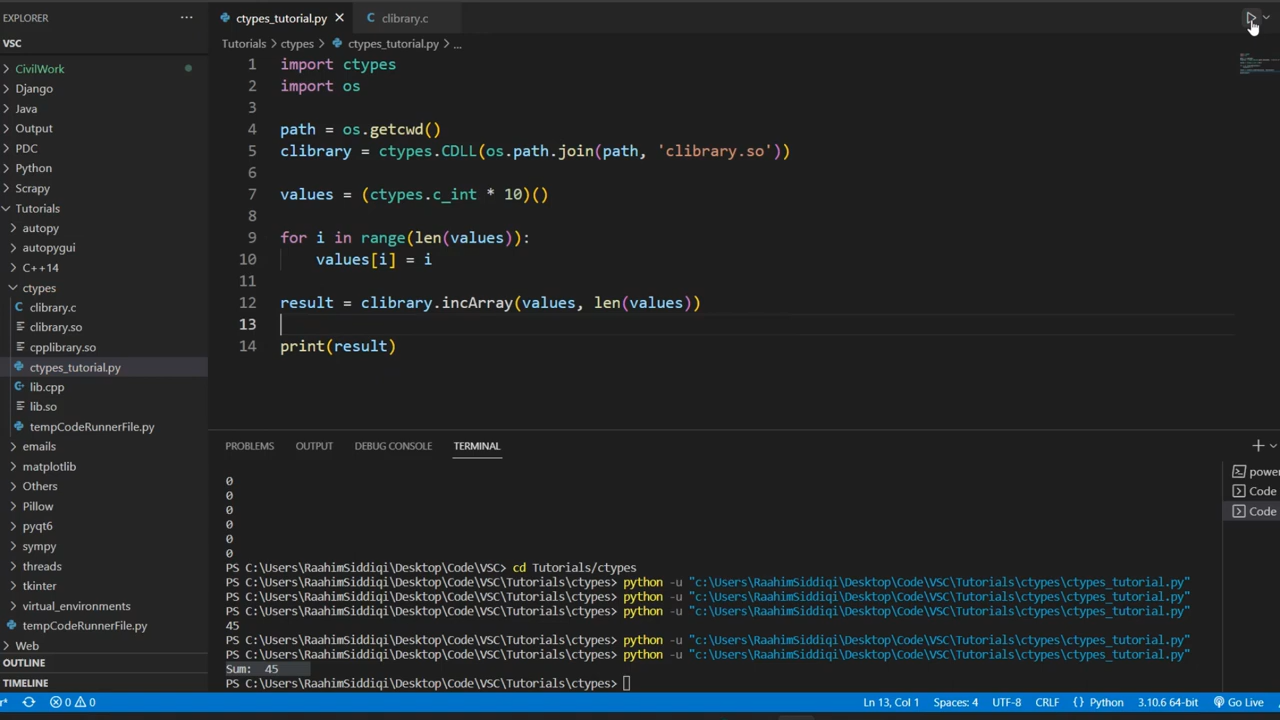 EXPLORER
VSC
CivilWork
Django
Java
Output
PDC
Python
Scrapy
Tutorials
autopy
autopygui
C++14
ctypes
clibrary.c
clibrary.so
cpplibrary.so
ctypes_tutorial.py
lib.cpp
lib.so
tempCodeRunnerFile.py
emails
matplotlib
Others
Pillow
pyqt6
sympy
threads
tkinter
virtual_environments
tempCodeRunnerFile.py
Web
OUTLINE
TIMELINE
ctypes_tutorial.py
clibrary.c
Tutorials > ctypes > ctypes_tutorial.py > ...
1 import ctypes
2 import os
3
4 path = os.getcwd()
5 clibrary = ctypes.CDLL(os.path.join(path, 'clibrary.so'))
6
7 values = (ctypes.c_int * 10)()
8
9 for i in range(len(values)):
10 values[i] = i
11
12 result = clibrary.incArray(values, len(values))
13
14 print(result)
PROBLEMS OUTPUT DEBUG CONSOLE TERMINAL
0
0
0
0
0
0
PS C:\Users\RaahimSiddiqi\Desktop\Code\VSC> cd Tutorials/ctypes
PS C:\Users\RaahimSiddiqi\Desktop\Code\VSC\Tutorials\ctypes> python -u "c:\Users\RaahimSiddiqi\Desktop\Code\VSC\Tutorials\ctypes\ctypes_tutorial.py"
PS C:\Users\RaahimSiddiqi\Desktop\Code\VSC\Tutorials\ctypes> python -u "c:\Users\RaahimSiddiqi\Desktop\Code\VSC\Tutorials\ctypes\ctypes_tutorial.py"
PS C:\Users\RaahimSiddiqi\Desktop\Code\VSC\Tutorials\ctypes> python -u "c:\Users\RaahimSiddiqi\Desktop\Code\VSC\Tutorials\ctypes\ctypes_tutorial.py"
45
PS C:\Users\RaahimSiddiqi\Desktop\Code\VSC\Tutorials\ctypes> python -u "c:\Users\RaahimSiddiqi\Desktop\Code\VSC\Tutorials\ctypes\ctypes_tutorial.py"
PS C:\Users\RaahimSiddiqi\Desktop\Code\VSC\Tutorials\ctypes> python -u "c:\Users\RaahimSiddiqi\Desktop\Code\VSC\Tutorials\ctypes\ctypes_tutorial.py"
Sum: 45
PS C:\Users\RaahimSiddiqi\Desktop\Code\VSC\Tutorials\ctypes>
power
Code
Code
r* 0 0 Ln 13, Col 1 Spaces: 4 UTF-8 CRLF {} Python 3.10.6 64-bit Go Live